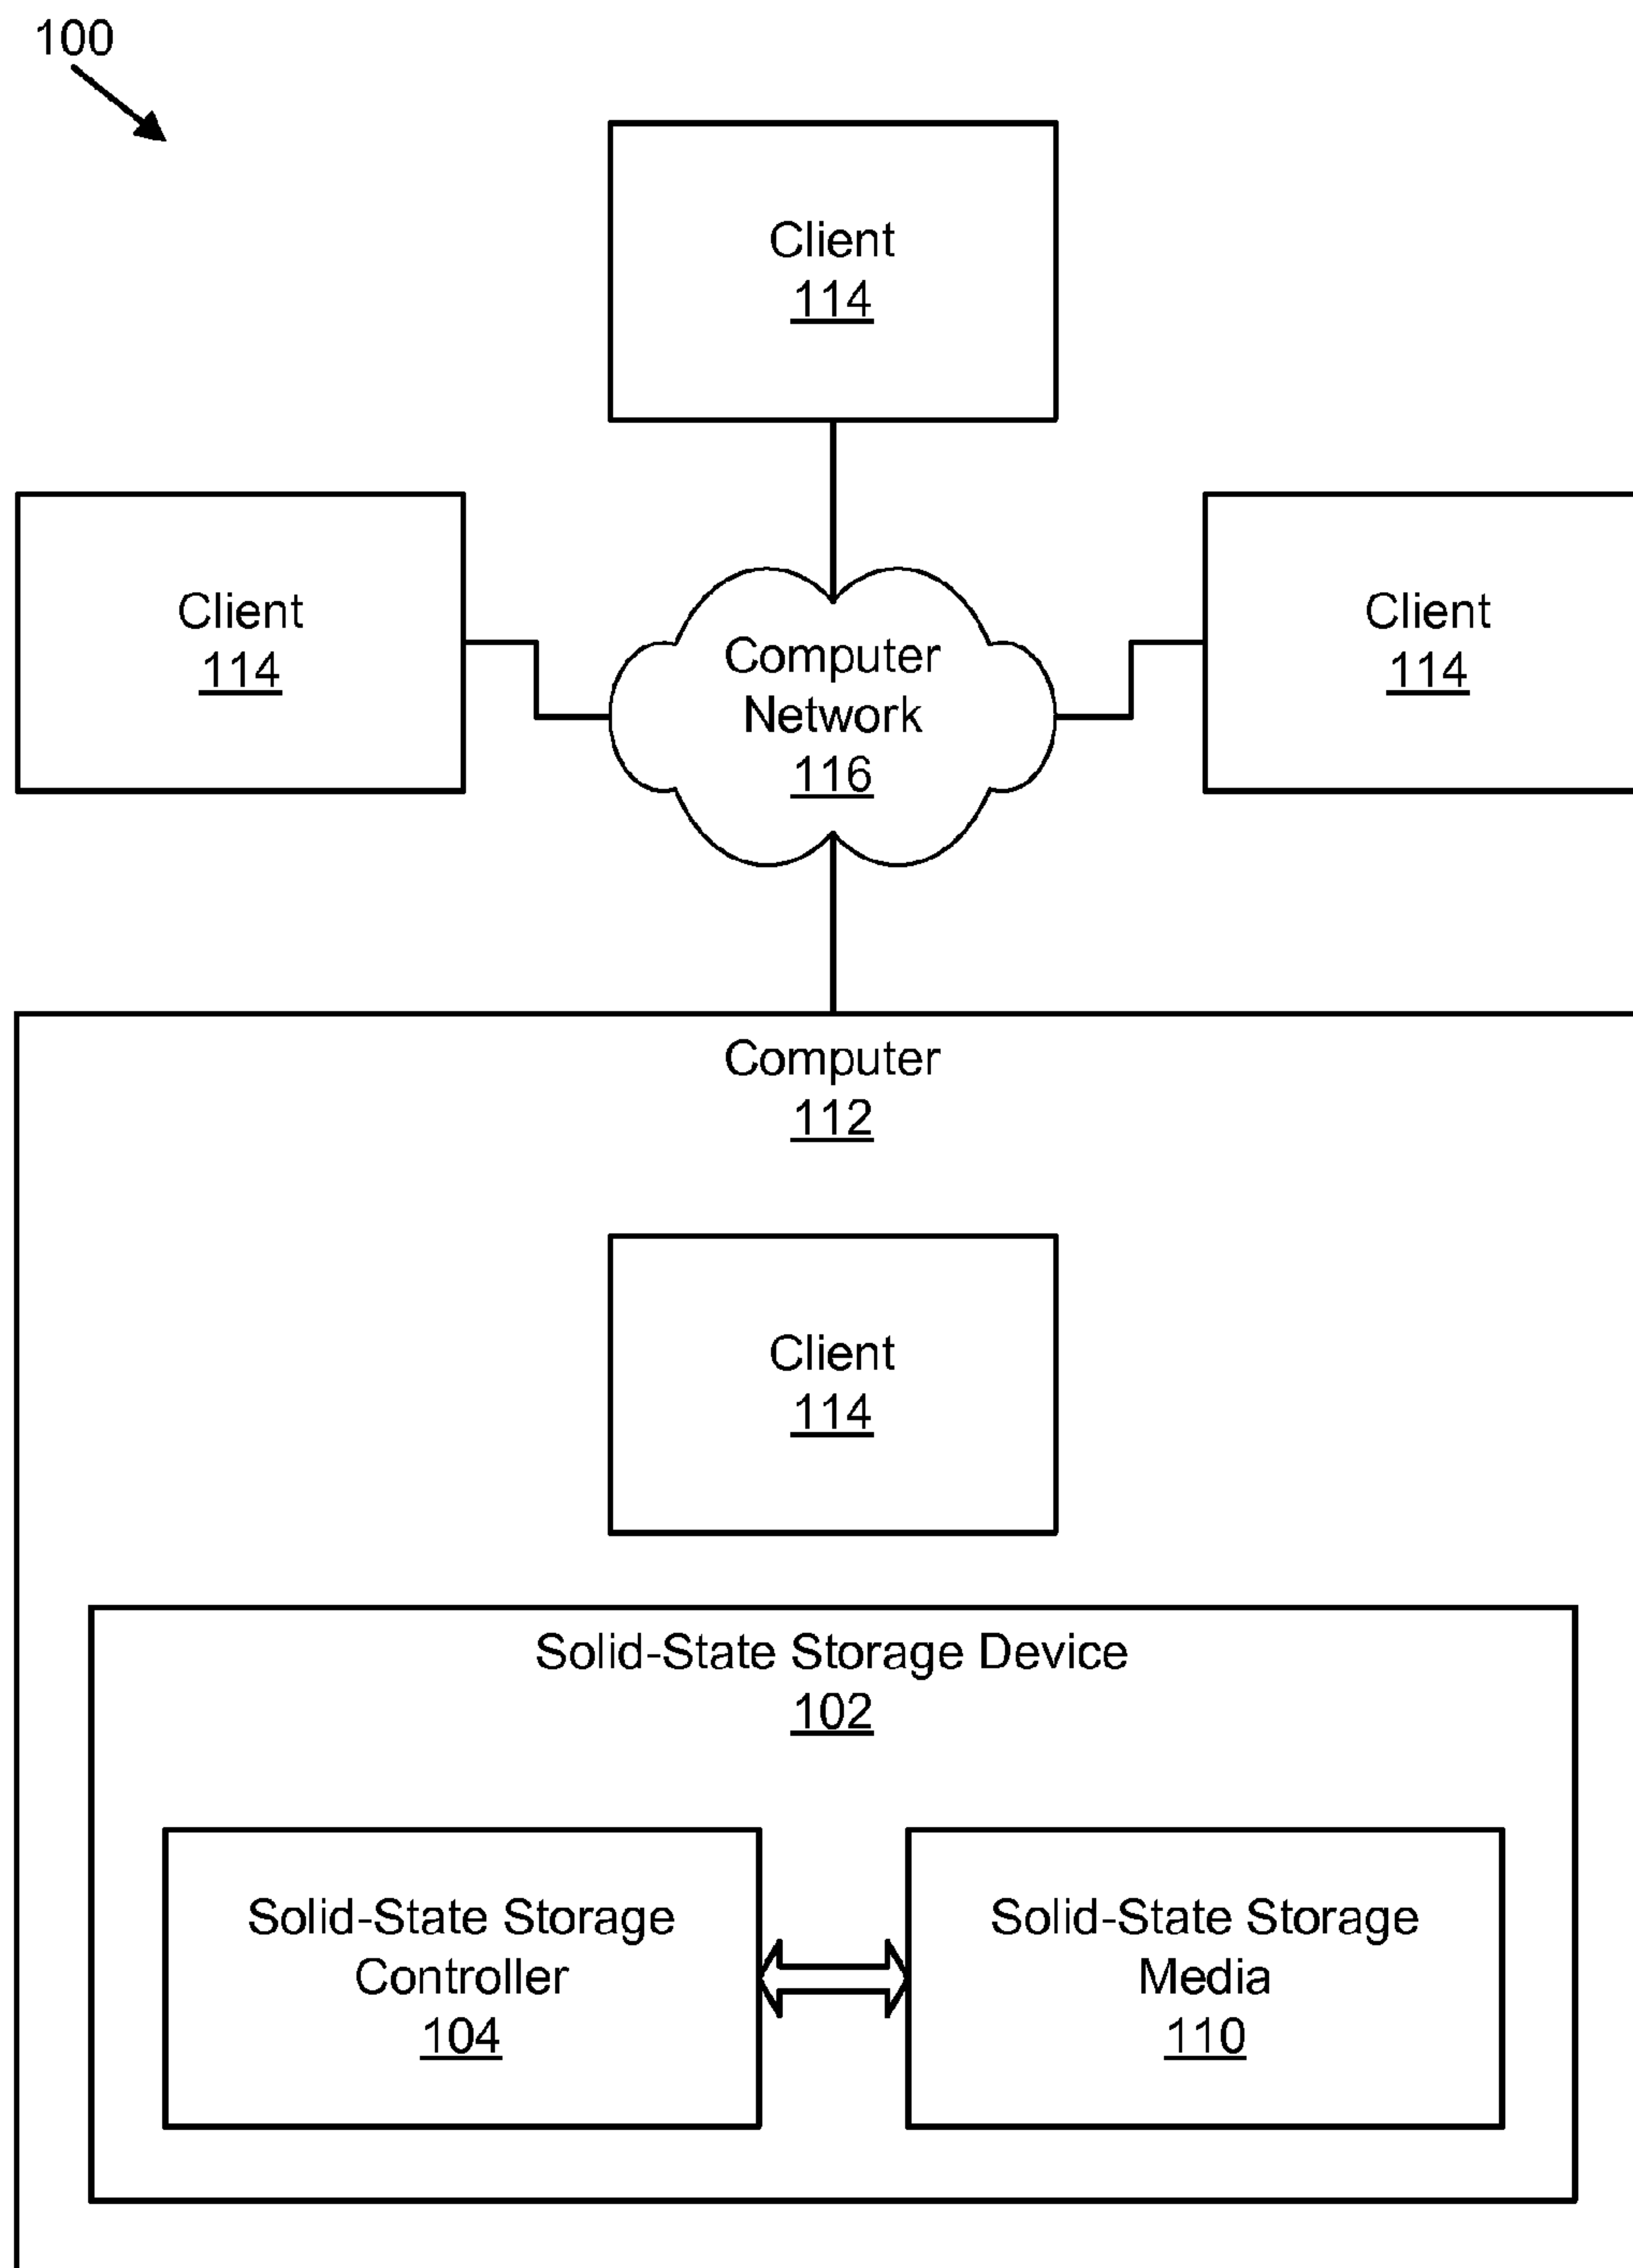 100
Client
114
Client
114
Computer
Network
116
Client
114
Computer
112
Client
114
Solid-State Storage Device
102
Solid-State Storage
Controller
104
Solid-State Storage
Media
110